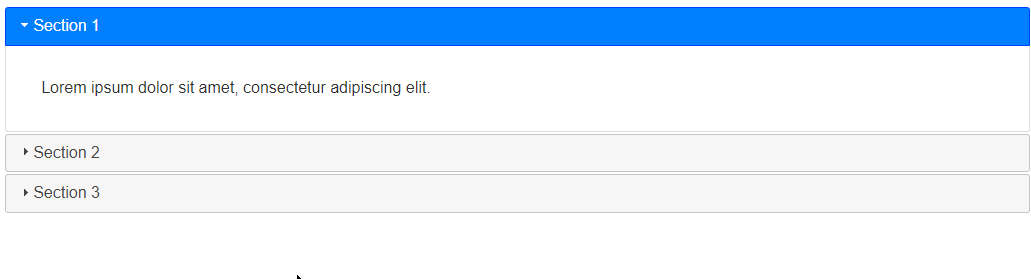 Section 1
Lorem ipsum dolor sit amet, consectetur adipiscing elit.
Section 2
Section 3